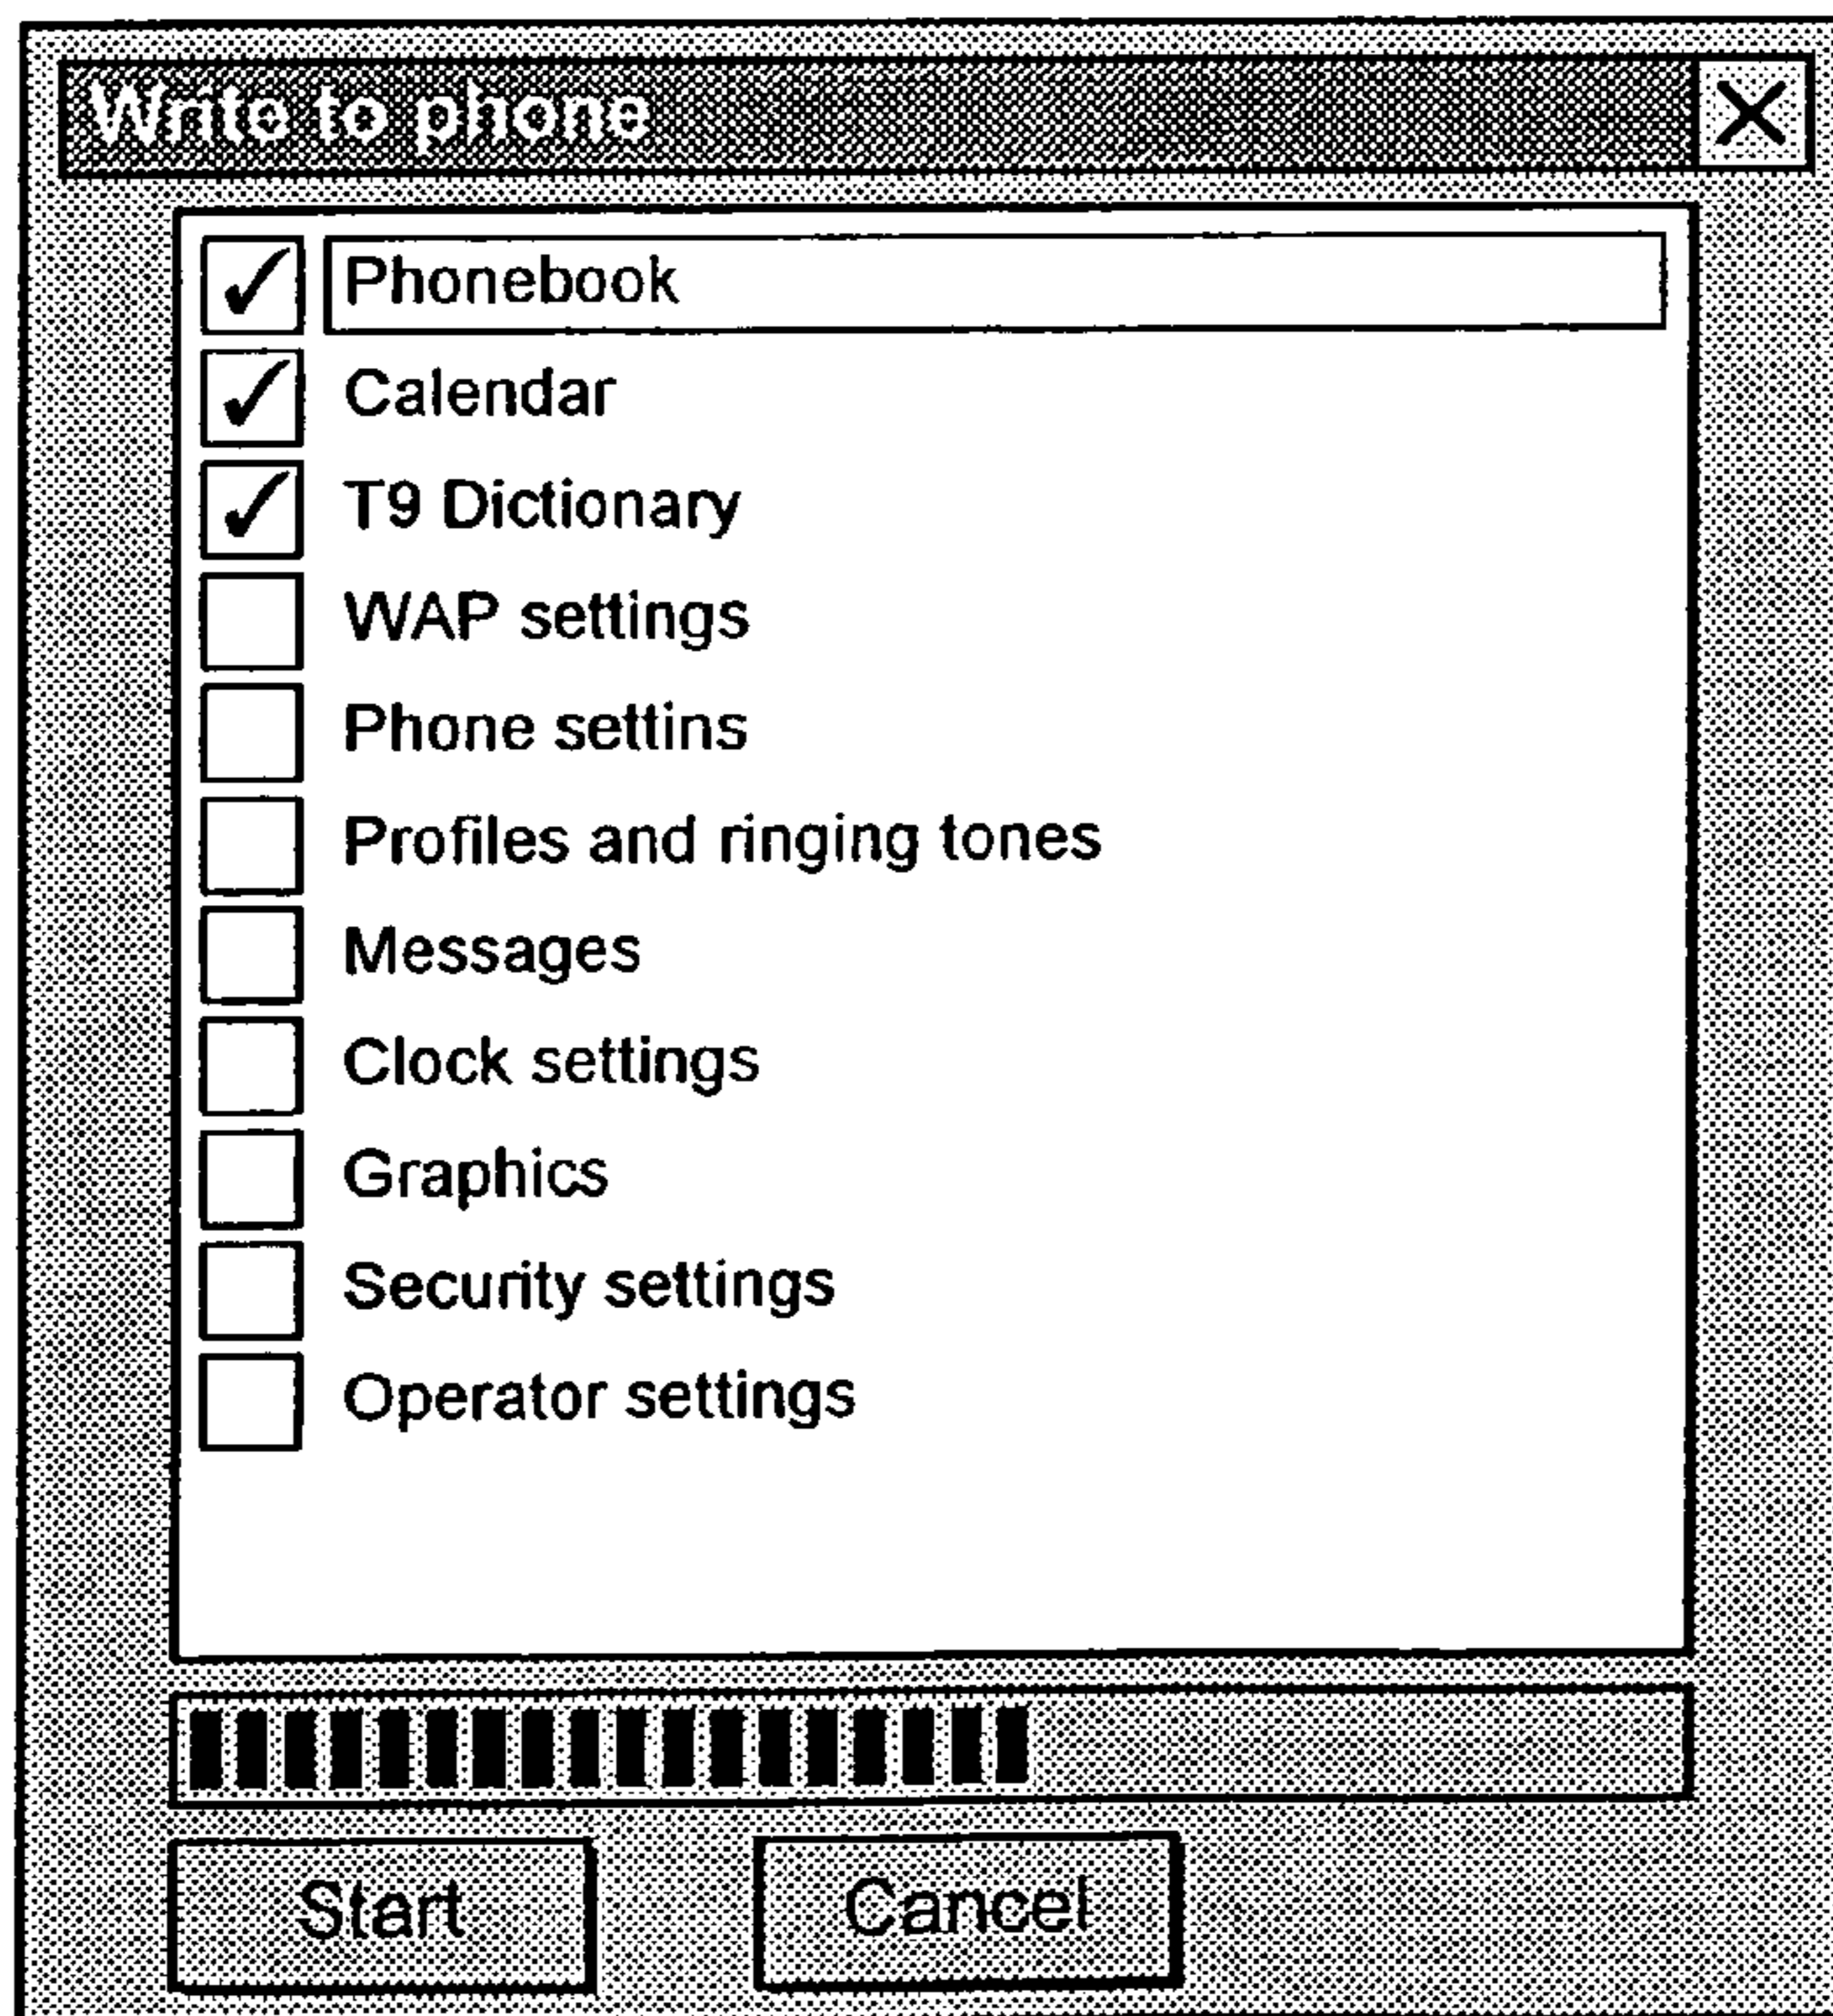 Write to phone
Phonebook
Calendar
T9 Dictionary
WAP settings
Phone settins
Profiles and ringing tones
Messages
Clock settings
Graphics
Security settings
Operator settings
Start
Cancel